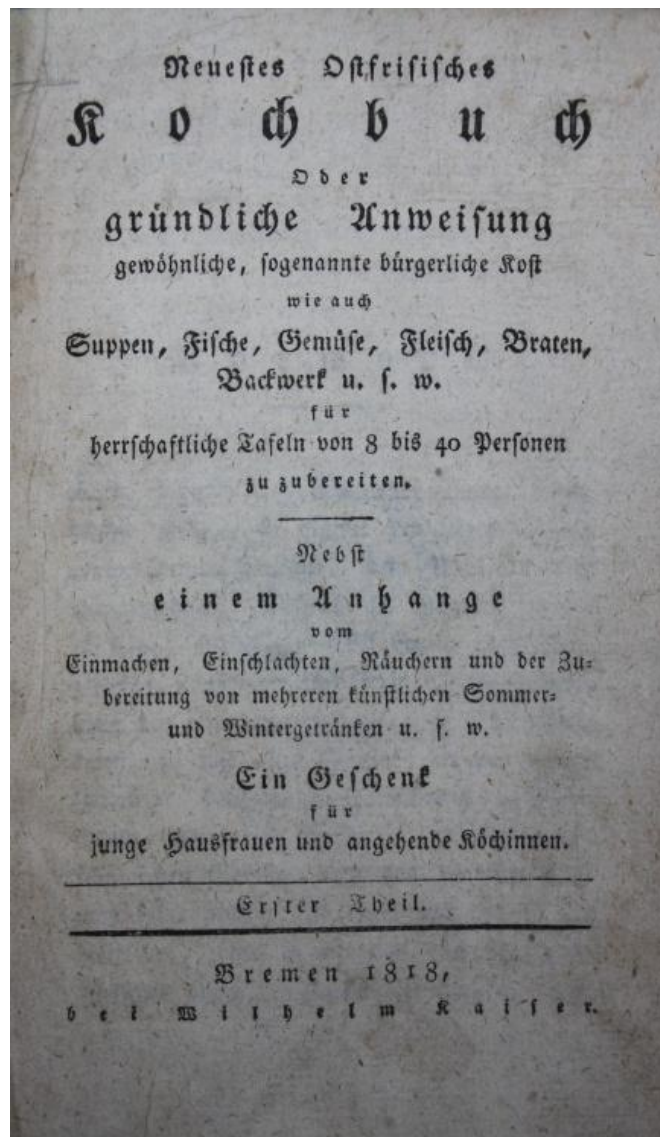 Neuestes Ostfrisisches
Kochbuch
Oder
gründliche Anweisung
gewöhnliche, sogenannte bürgerliche Kost
wie auch
Suppen, Fische, Gemüse, Fleisch, Braten,
Backwerk u. s. w.
für
herrschaftliche Tafeln von 8 bis 40 Personen
zu zubereiten.
Nebst
einem Anhange
vom
Einmachen, Einschlachten, Räuchern und der Zu=
bereitung von mehreren künstlichen Sommer=
und Wintergetränken u. s. w.
Ein Geschenk
für
junge Hausfrauen und angehende Köchinnen.
Erster Theil.
Bremen 1818,
bei Wilhelm Kaiser.